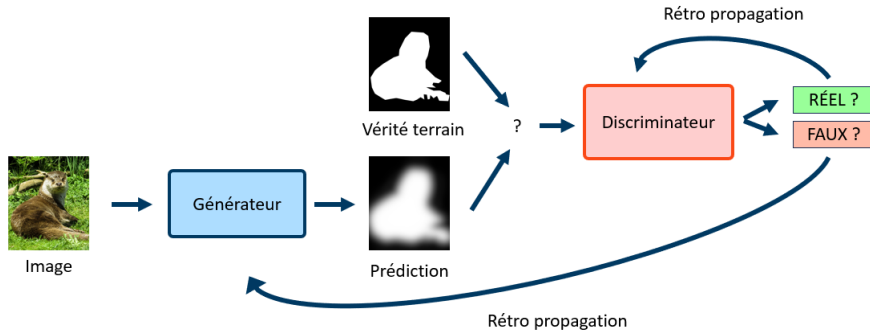 Rétro propagation
Vérité terrain
?
Discriminateur
RÉEL ?
FAUX ?
Générateur
Image
Prédiction
Rétro propagation